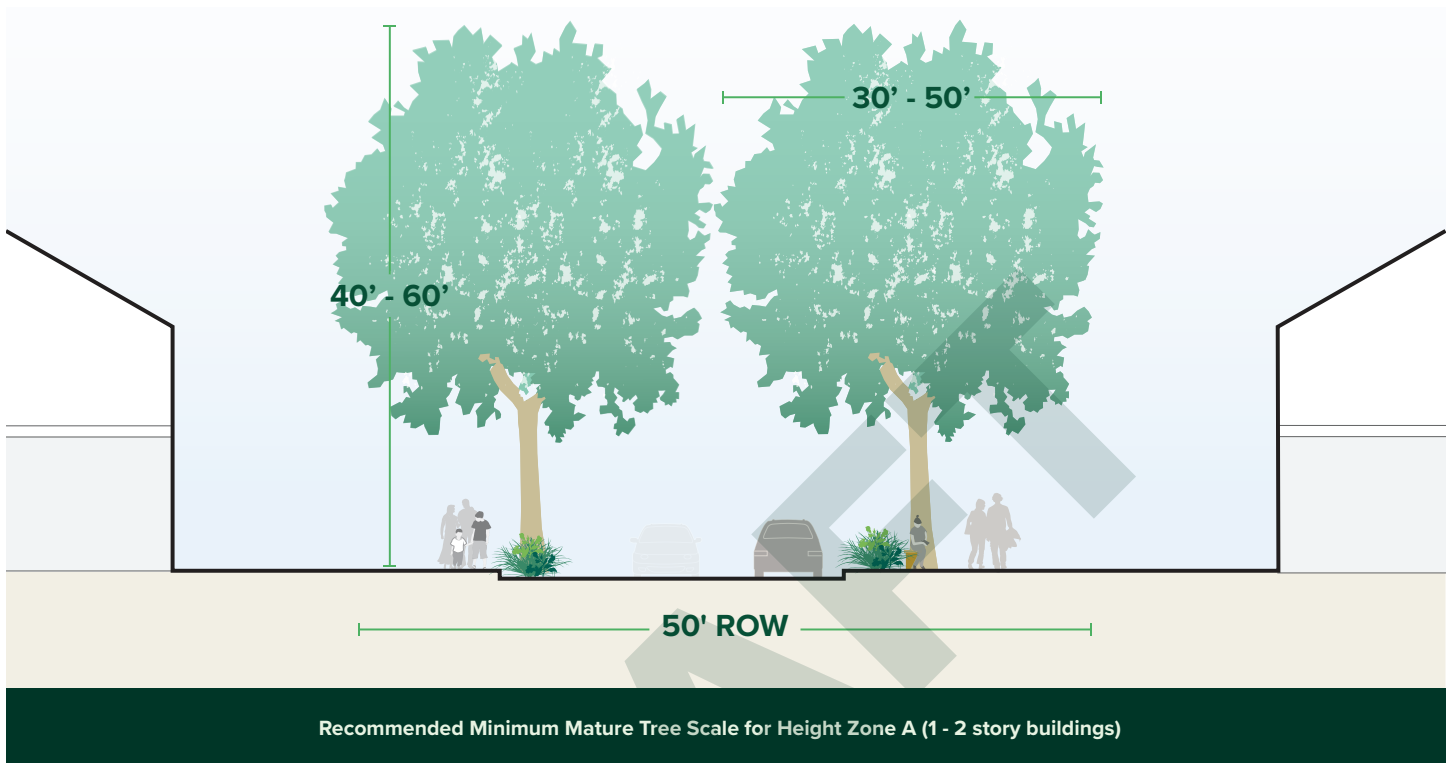 30’ - 50’
40’ - 60’
50' ROW
Recommended Minimum Mature Tree Scale for Height Zone A (1 - 2 story buildings)